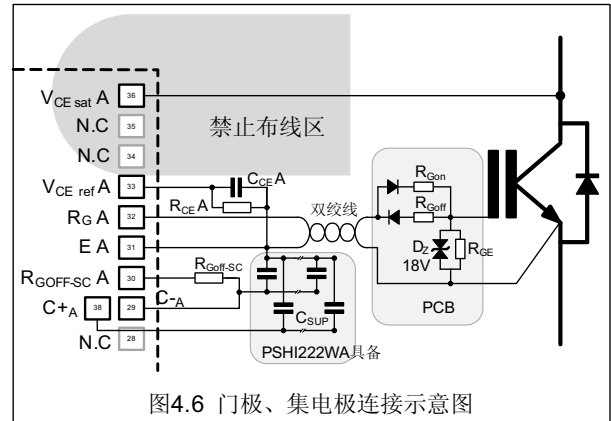 V_CE sat A 36
N.C 35
禁止布线区
N.C 34
V_CE ref A 33
C_CE A
R_CE A
R_G A 32
双绞线
R_Gon
R_Goff
E A 31
D_Z
18V
R_GE
R_GOFF-SC A 30
R_Goff-SC
C+_A 38 29 C-_A
C_SUP
PCB
N.C 28
PSHI222WA具备
图4.6 门极、集电极连接示意图